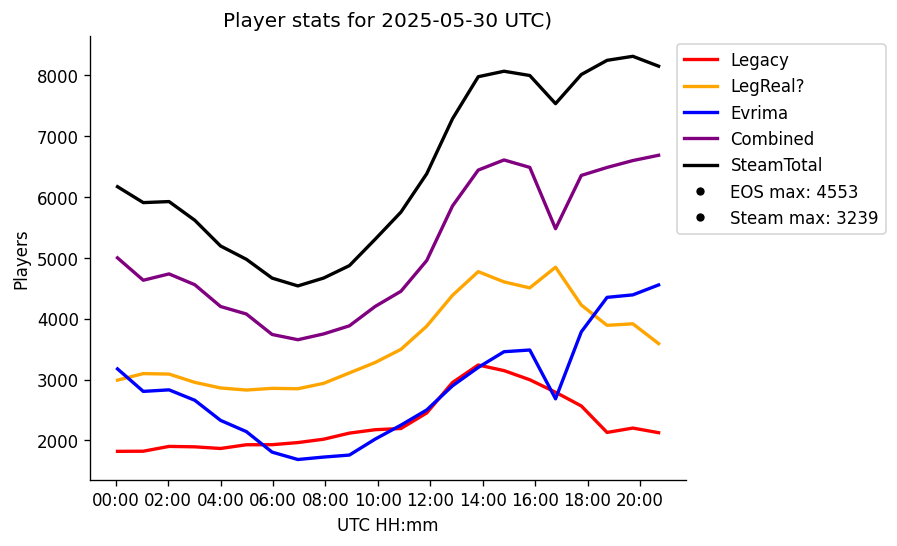 Player stats for 2025-05-30 UTC)
Legacy
LegReal?
Evrima
Combined
SteamTotal
EOS max: 4553
Steam max: 3239
Players
8000
7000
6000
5000
4000
3000
2000
00:00 02:00 04:00 06:00 08:00 10:00 12:00 14:00 16:00 18:00 20:00
UTC HH:mm